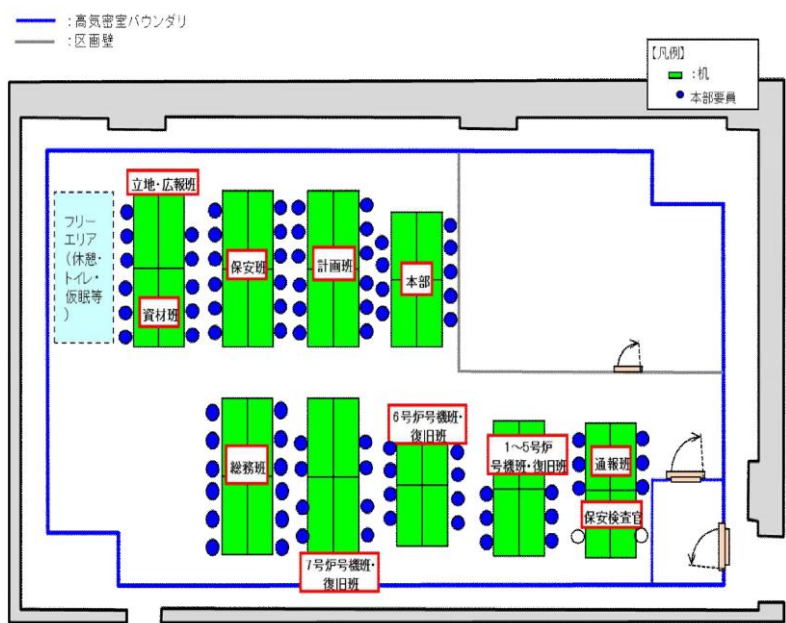 :高気密室バウンダリ
:区画壁
【凡例】
:机
本部要員
立地・広報班
フリー
エリア
(休憩・
トイレ・
仮眠等
)
保安班
計画班
本部
資材班
6号炉号機班・
復旧班
1～5号炉
号機班・復旧班
総務班
通報班
保安検査官
7号炉号機班・
復旧班